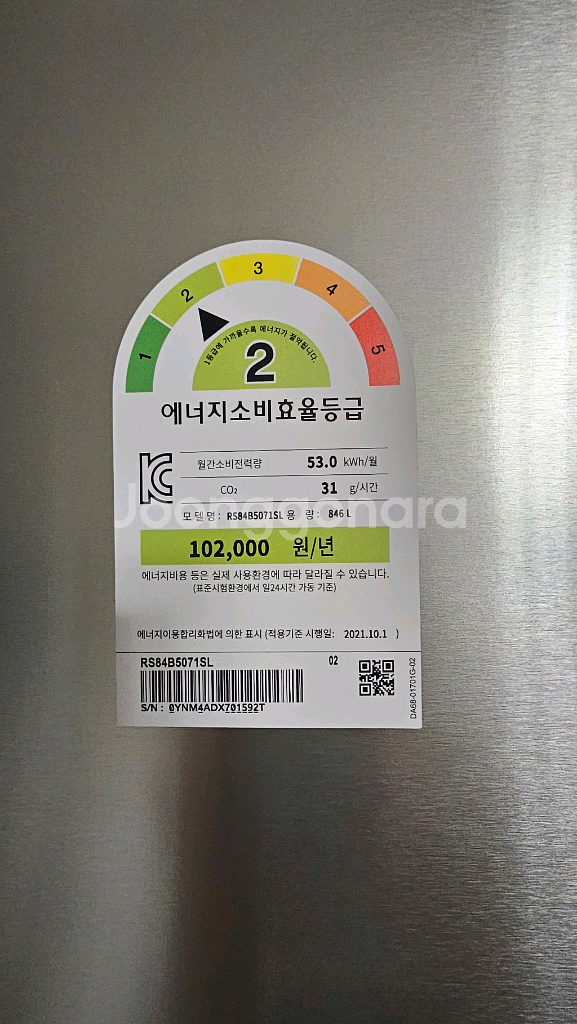 1 2 3 4 5
1등급에 가까울수록 에너지가 절약됩니다.
2
에너지소비효율등급
월간소비전력량 53.0 kWh/월
CO₂ 31 g/시간
모델명: RS84B5071SL 용 량: 846 L
Joonggonara
102,000 원/년
에너지비용 등은 실제 사용환경에 따라 달라질 수 있습니다.
(표준시험환경에서 일24시간 가동 기준)
에너지이용합리화법에 의한 표시 (적용기준 시행일: 2021.10.1 )
RS84B5071SL 02
S/N : 0YNM4ADX701592T
DA68-01701G-02